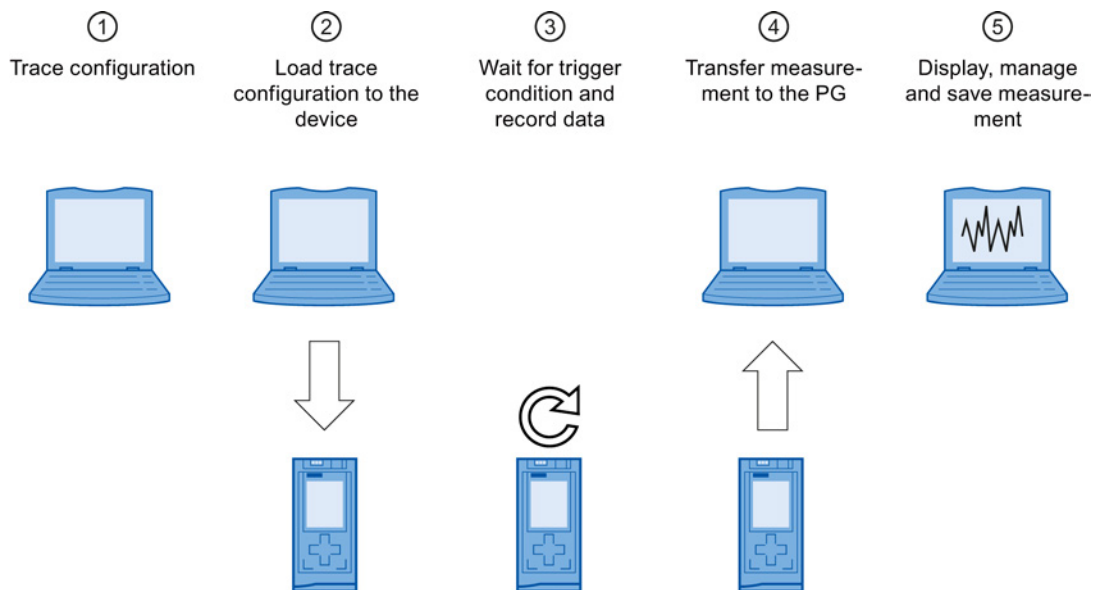 ①
Trace configuration
②
Load trace
configuration to the
device
③
Wait for trigger
condition and
record data
④
Transfer measure-
ment to the PG
⑤
Display, manage
and save measure-
ment